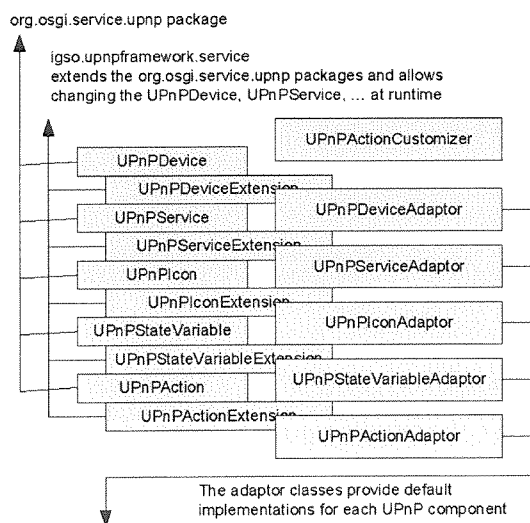 org.osgi.service.upnp package
igso.upnpframework.service
extends the org.osgi.service.upnp packages and allows
changing the UPnPDevice, UPnPService, ... at runtime
UPnPActionCustomizer
UPnPDevice
UPnPDeviceExtension
UPnPDeviceAdaptor
UPnPService
UPnPServiceExtension
UPnPServiceAdaptor
UPnPIcon
UPnPIconExtension
UPnPIconAdaptor
UPnPStateVariable
UPnPStateVariableExtension
UPnPStateVariableAdaptor
UPnPAction
UPnPActionExtension
UPnPActionAdaptor
The adaptor classes provide default
implementations for each UPnP component